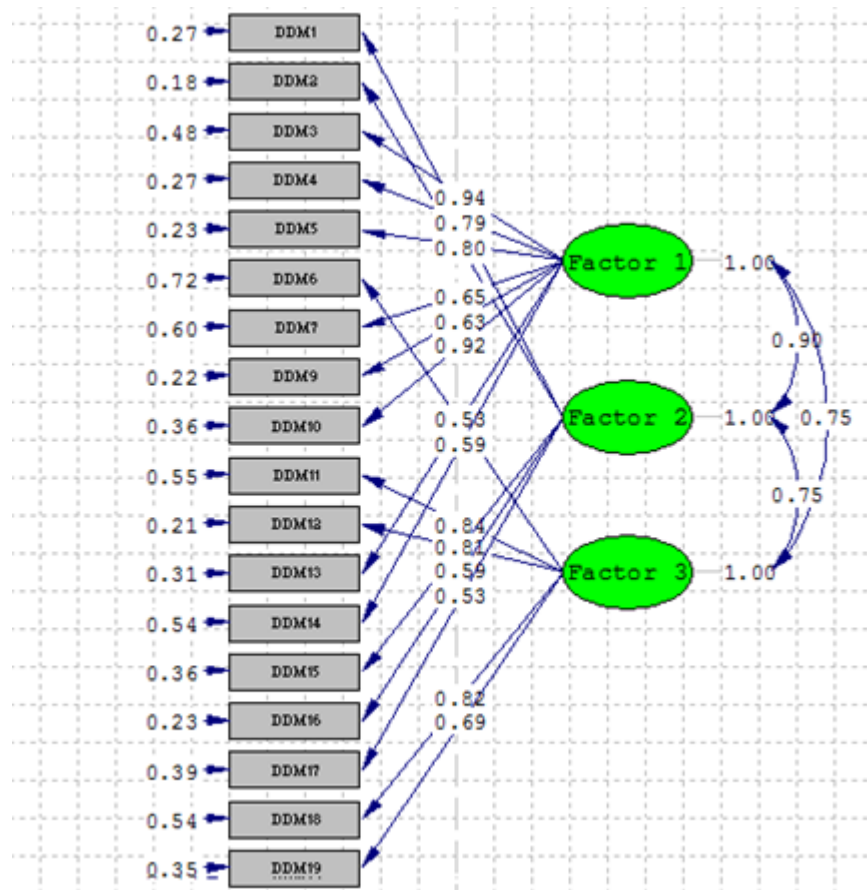 0.27 DDM1
0.18 DDM2
0.48 DDM3
0.27 DDM4
0.94
0.79
0.23 DDM5
0.80
0.72 DDM6
Factor 1 1.00
0.65
0.60 DDM7
0.63
0.90
0.92
0.22 DDM9
0.36 DDM10
0.53
Factor 2 1.00 0.75
0.59
0.55 DDM11
0.75
0.21 DDM12
0.84
0.81
0.31 DDM13
0.59
Factor 3 1.00
0.53
0.54 DDM14
0.36 DDM15
0.82
0.23 DDM16
0.69
0.39 DDM17
0.54 DDM18
0.35 DDM19